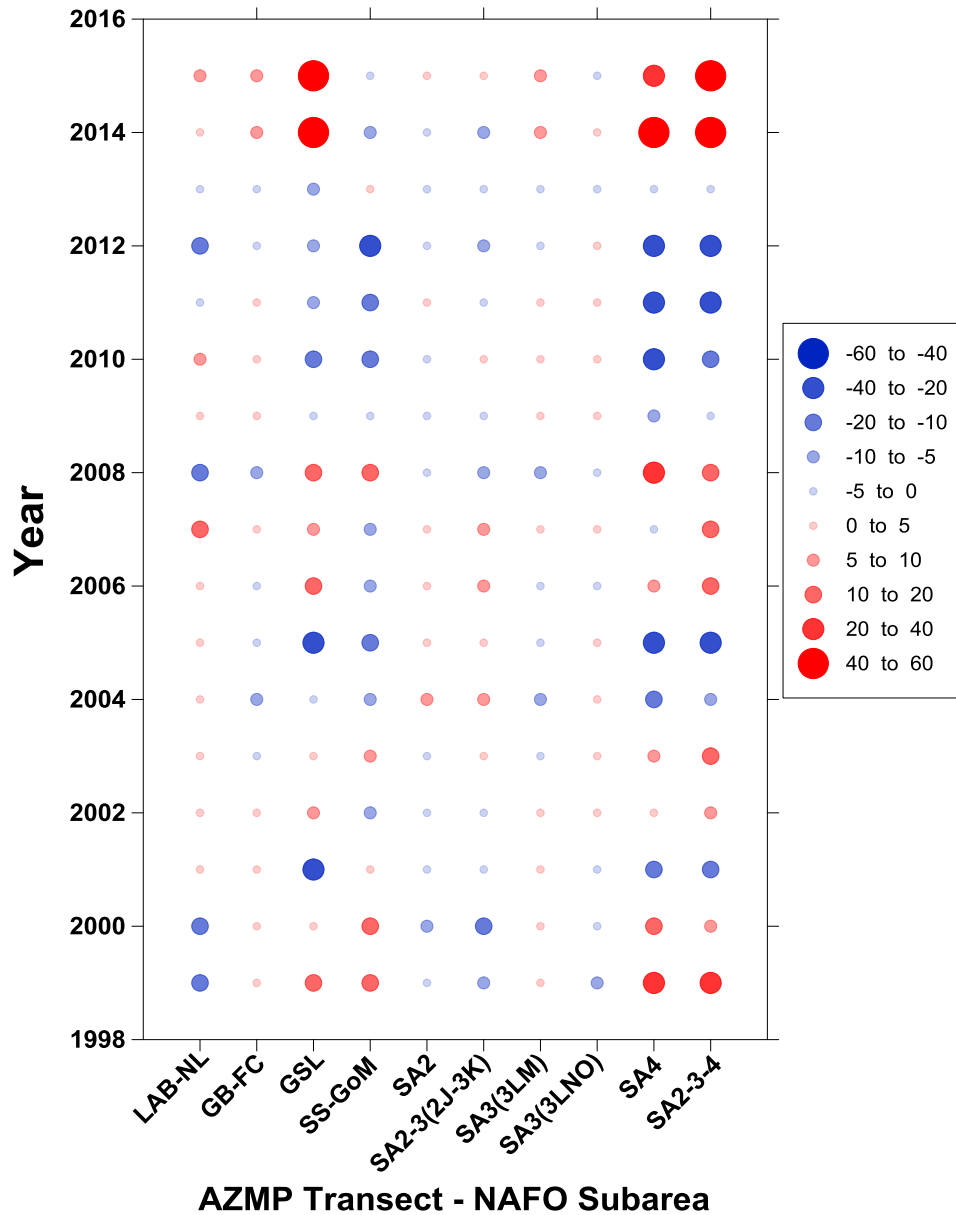 2016
2014
2012
2010
2008
2006
2004
2002
2000
1998
Year
LAB-NL
GB-FC
GSL
SS-GoM
SA2
SA2-3(2J-3K)
SA3(3LM)
SA3(3LNO)
SA4
SA2-3-4
AZMP Transect - NAFO Subarea
-60 to -40
-40 to -20
-20 to -10
-10 to -5
-5 to 0
0 to 5
5 to 10
10 to 20
20 to 40
40 to 60